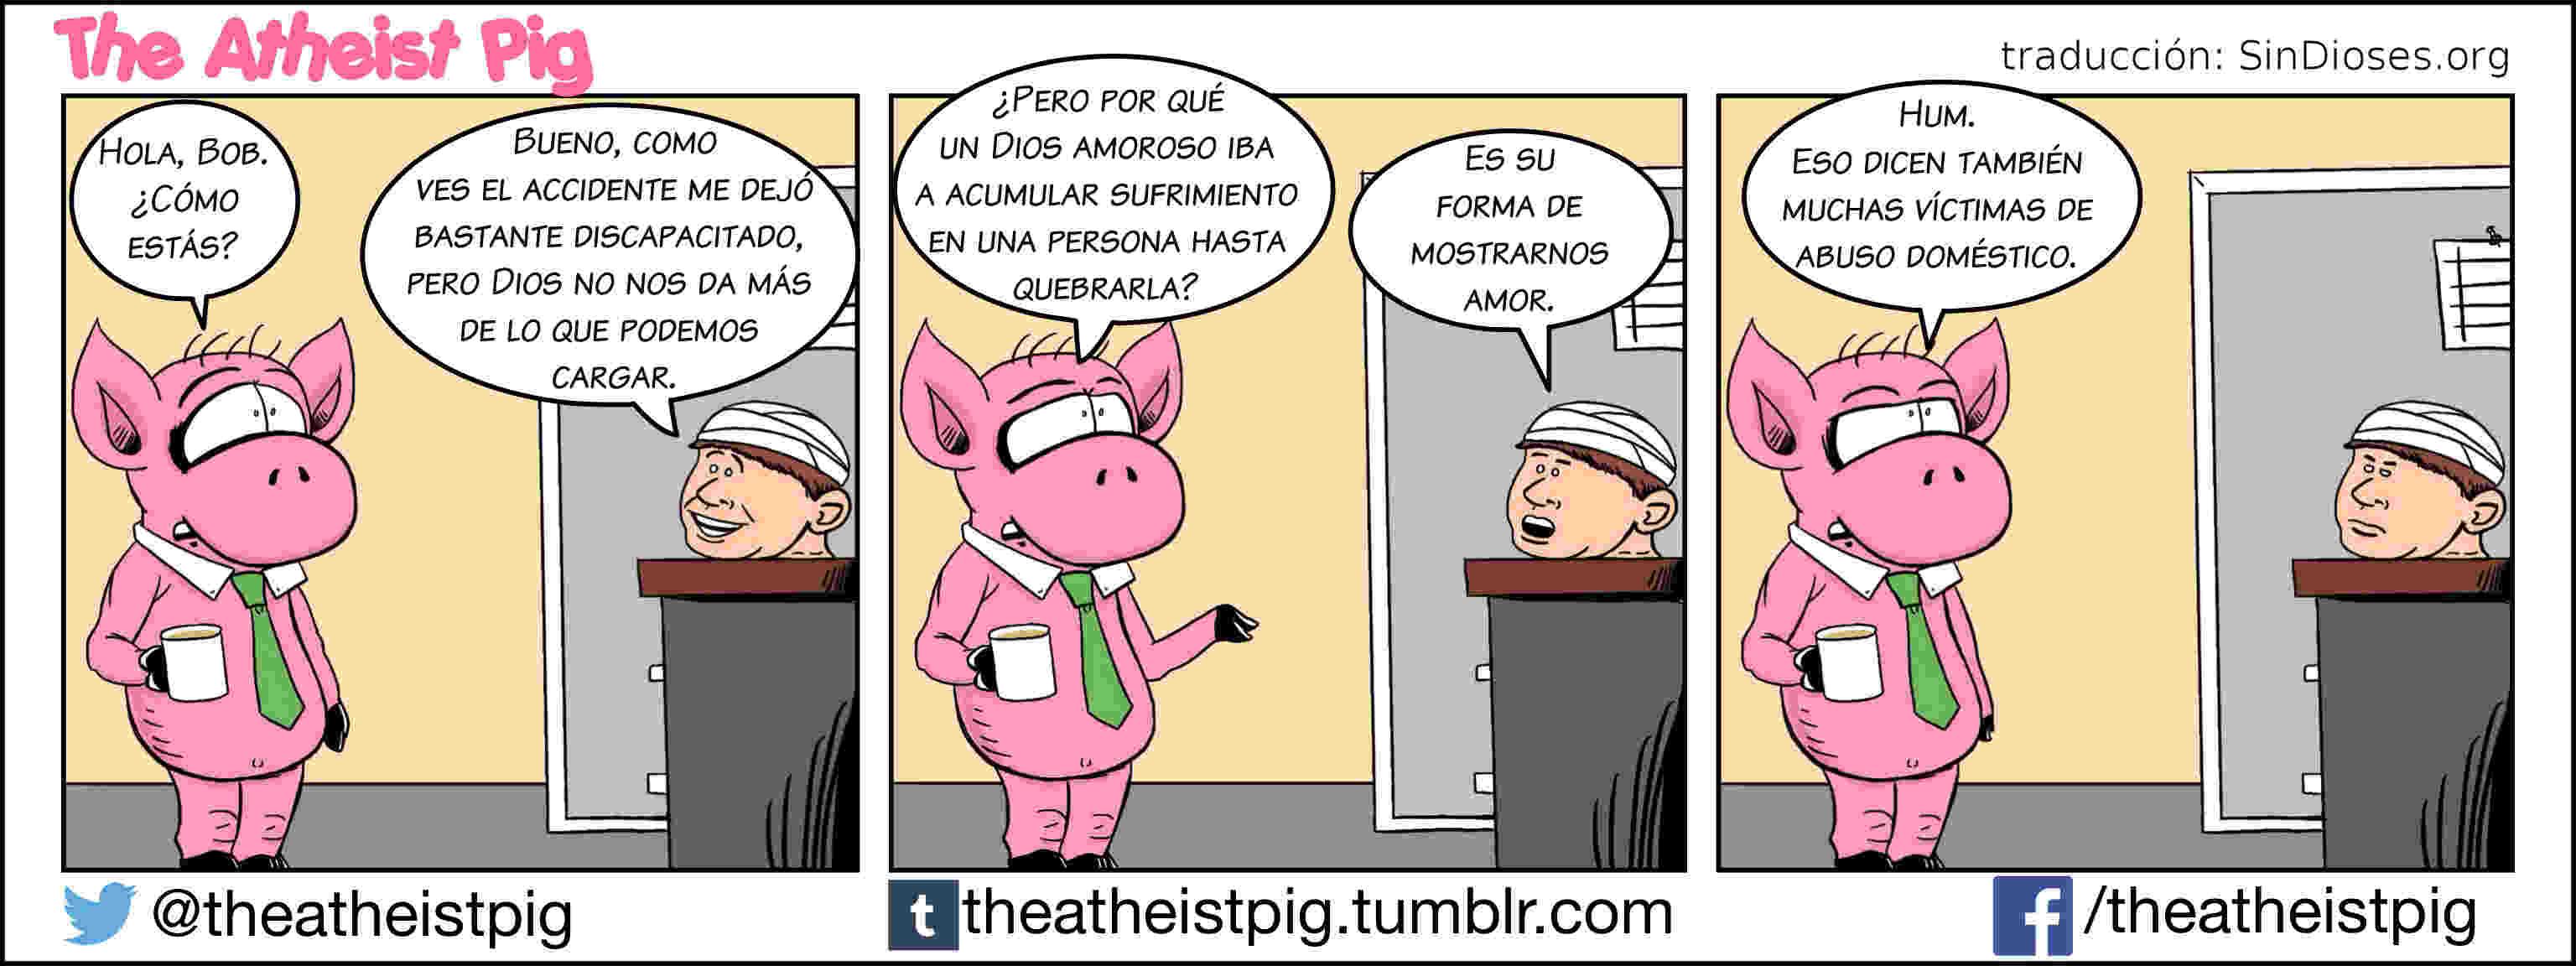 The Atheist Pig
traducción: SinDioses.org
Hola, Bob.
¿Cómo
estás?
Bueno, como
ves el accidente me dejó
bastante discapacitado,
pero Dios no nos da más
de lo que podemos
cargar.
¿Pero por qué
un Dios amoroso iba
a acumular sufrimiento
en una persona hasta
quebrarla?
Es su
forma de
mostrarnos
amor.
Hum.
Eso dicen también
muchas víctimas de
abuso doméstico.
@theatheistpig
t theatheistpig.tumblr.com
f /theatheistpig